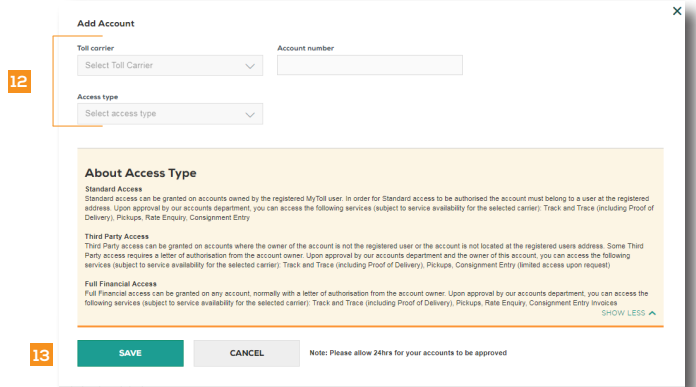 Add Account
Toll carrier Account number
Select Toll Carrier
12
Access type
Select access type
About Access Type
Standard Access
Standard access can be granted on accounts owned by the registered MyToll user. In order for Standard access to be authorised the account must belong to a user at the registered
address. Upon approval by our accounts department, you can access the following services (subject to service availability for the selected carrier): Track and Trace (including Proof of
Delivery), Pickups, Rate Enquiry, Consignment Entry
Third Party Access
Third Party access can be granted on accounts where the owner of the account is not the registered user or the account is not located at the registered users address. Some Third
Party access requires a letter of authorisation from the account owner. Upon approval by our accounts department and the owner of this account, you can access the following
services (subject to service availability for the selected carrier): Track and Trace (including Proof of Delivery), Pickups, Consignment Entry (limited access upon request)
Full Financial Access
Full Financial access can be granted on any account, normally with a letter of authorisation from the account owner. Upon approval by our accounts department, you can access the
following services (subject to service availability for the selected carrier): Track and Trace (including Proof of Delivery), Pickups, Rate Enquiry, Consignment Entry Invoices
SHOW LESS
13
SAVE CANCEL Note: Please allow 24hrs for your accounts to be approved